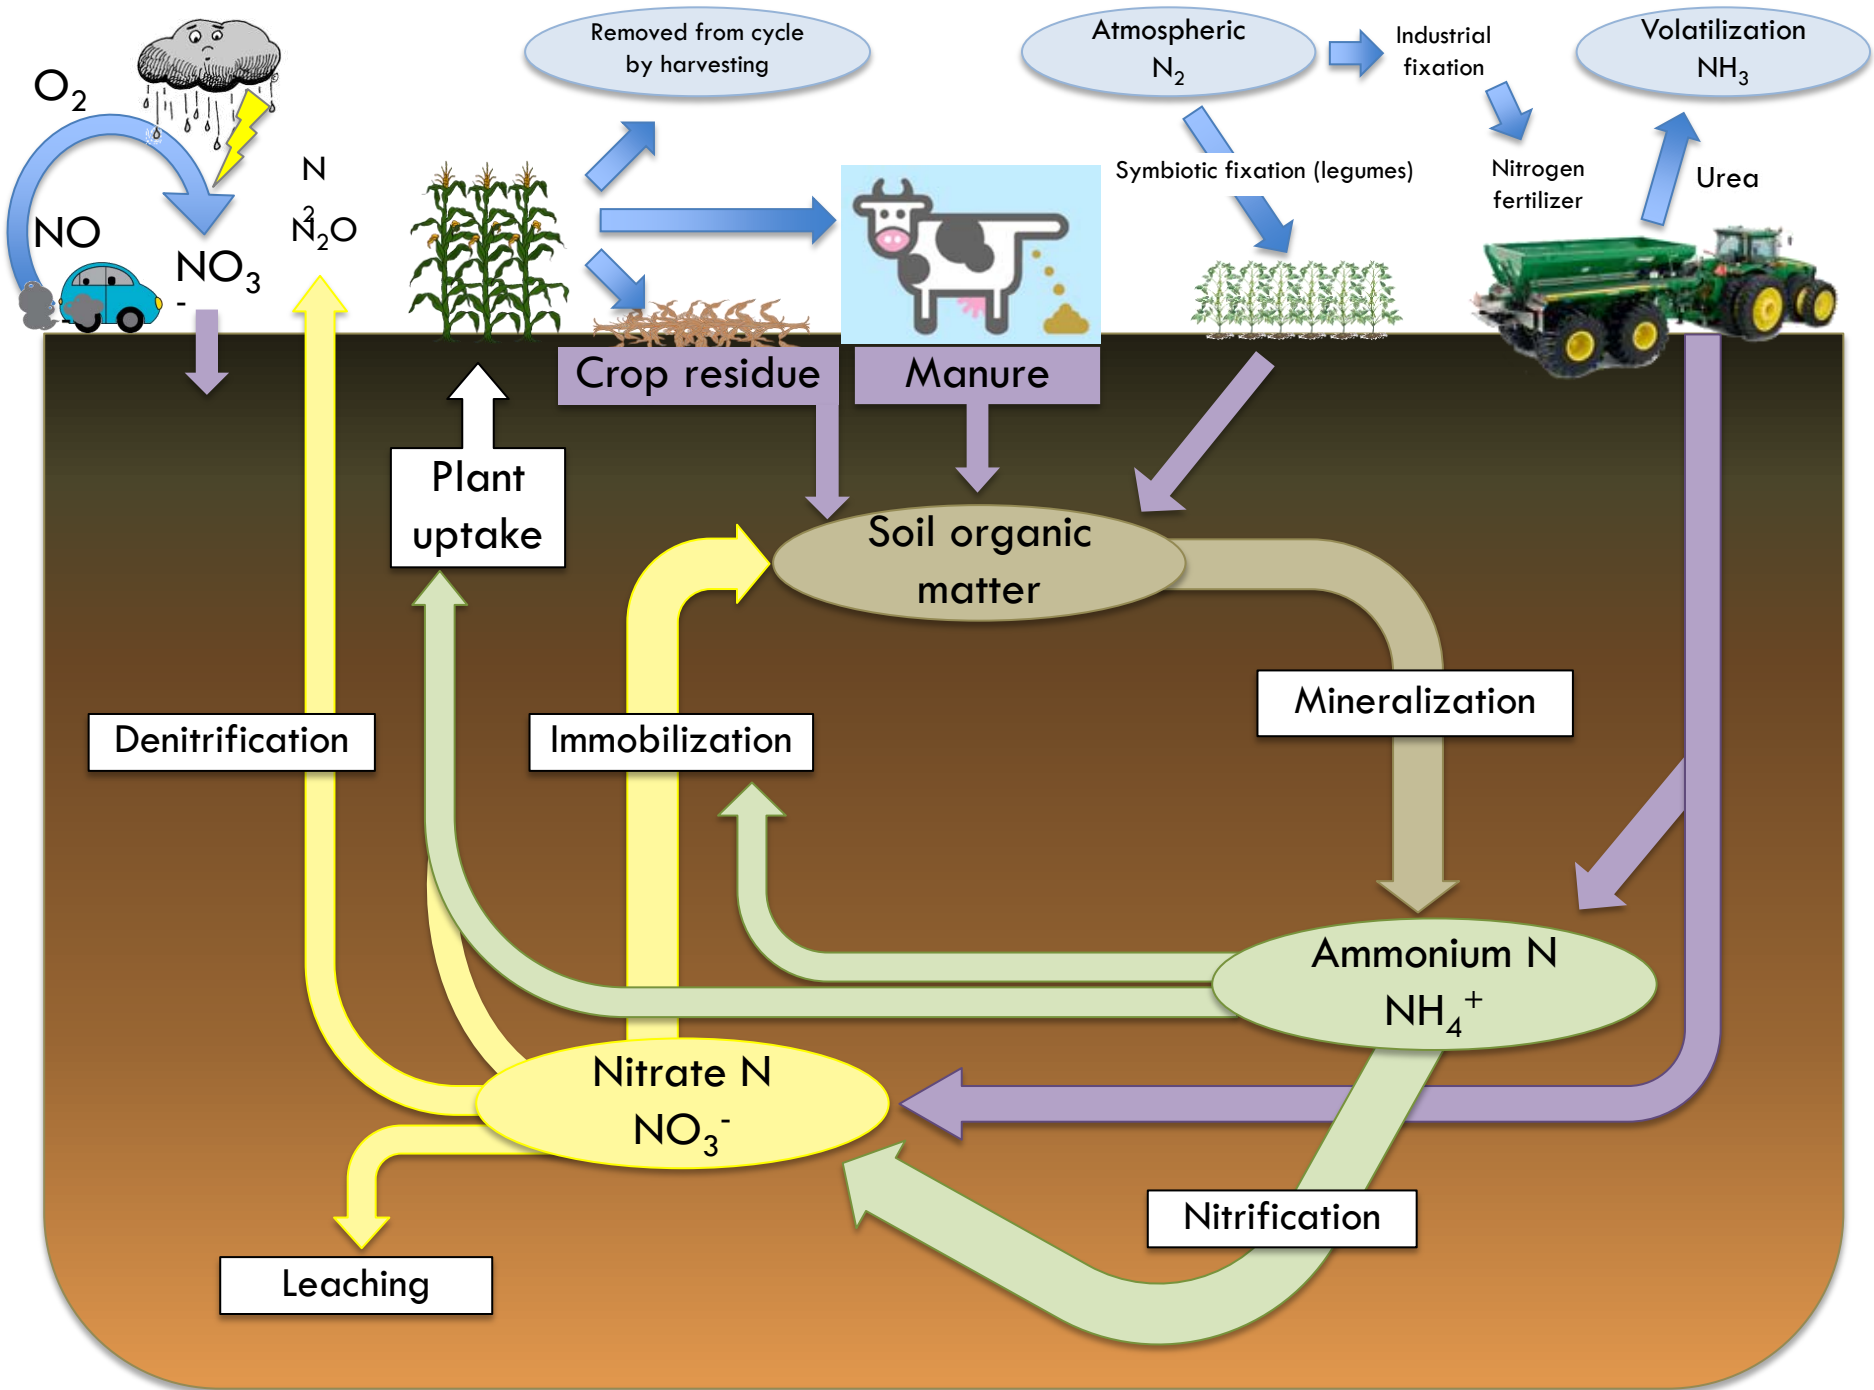 Removed from cycle
by harvesting
Atmospheric
N₂
Industrial
fixation
Volatilization
NH₃
O₂
N
2
N₂O
NO
NO₃
-
Symbiotic fixation (legumes)
Nitrogen
fertilizer
Urea
Crop residue
Manure
Plant
uptake
Soil organic
matter
Mineralization
Denitrification
Immobilization
Ammonium N
NH₄⁺
Nitrate N
NO₃⁻
Nitrification
Leaching